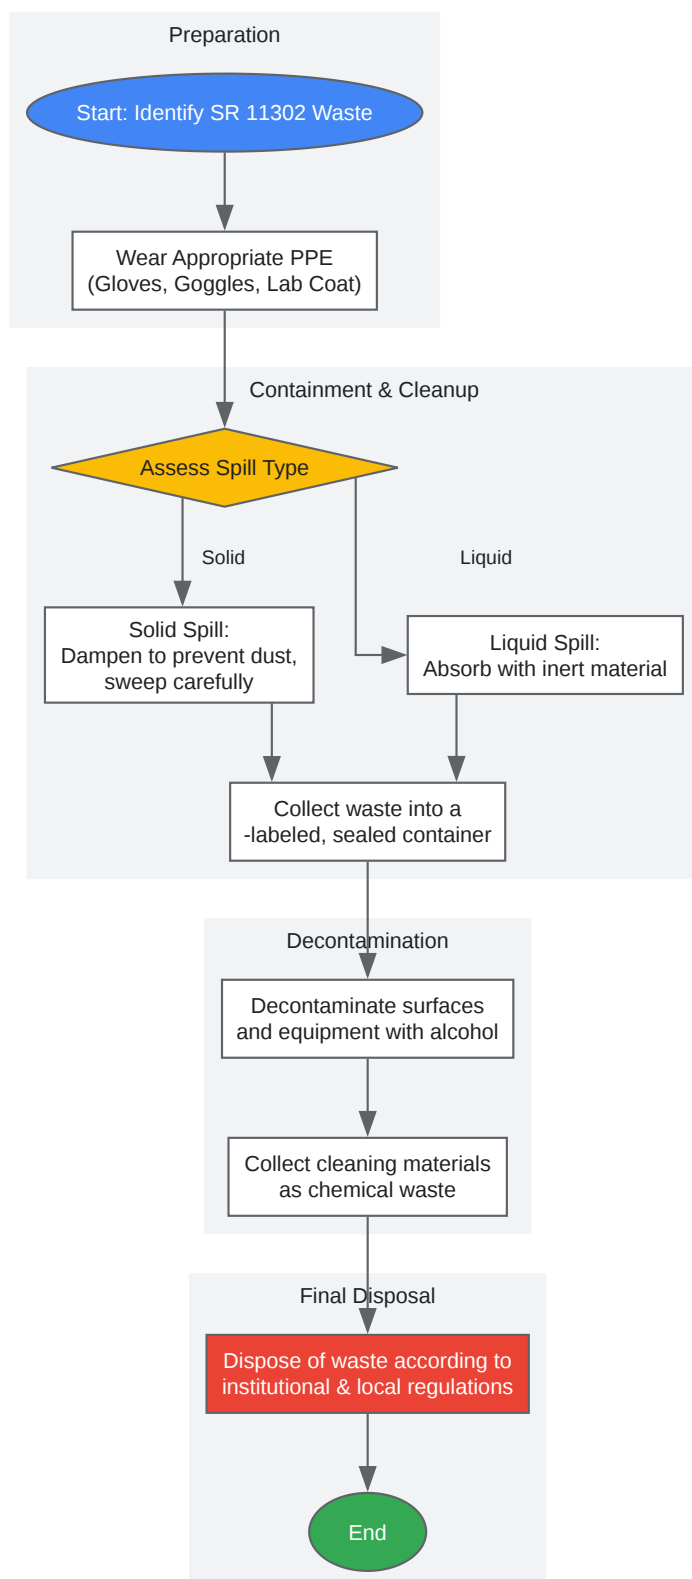 Preparation
Start: Identify SR 11302 Waste
Wear Appropriate PPE
(Gloves, Goggles, Lab Coat)
Containment & Cleanup
Assess Spill Type
Solid
Liquid
Solid Spill:
Dampen to prevent dust,
sweep carefully
Liquid Spill:
Absorb with inert material
Collect waste into a
-labeled, sealed container
Decontamination
Decontaminate surfaces
and equipment with alcohol
Collect cleaning materials
as chemical waste
Final Disposal
Dispose of waste according to
institutional & local regulations
End